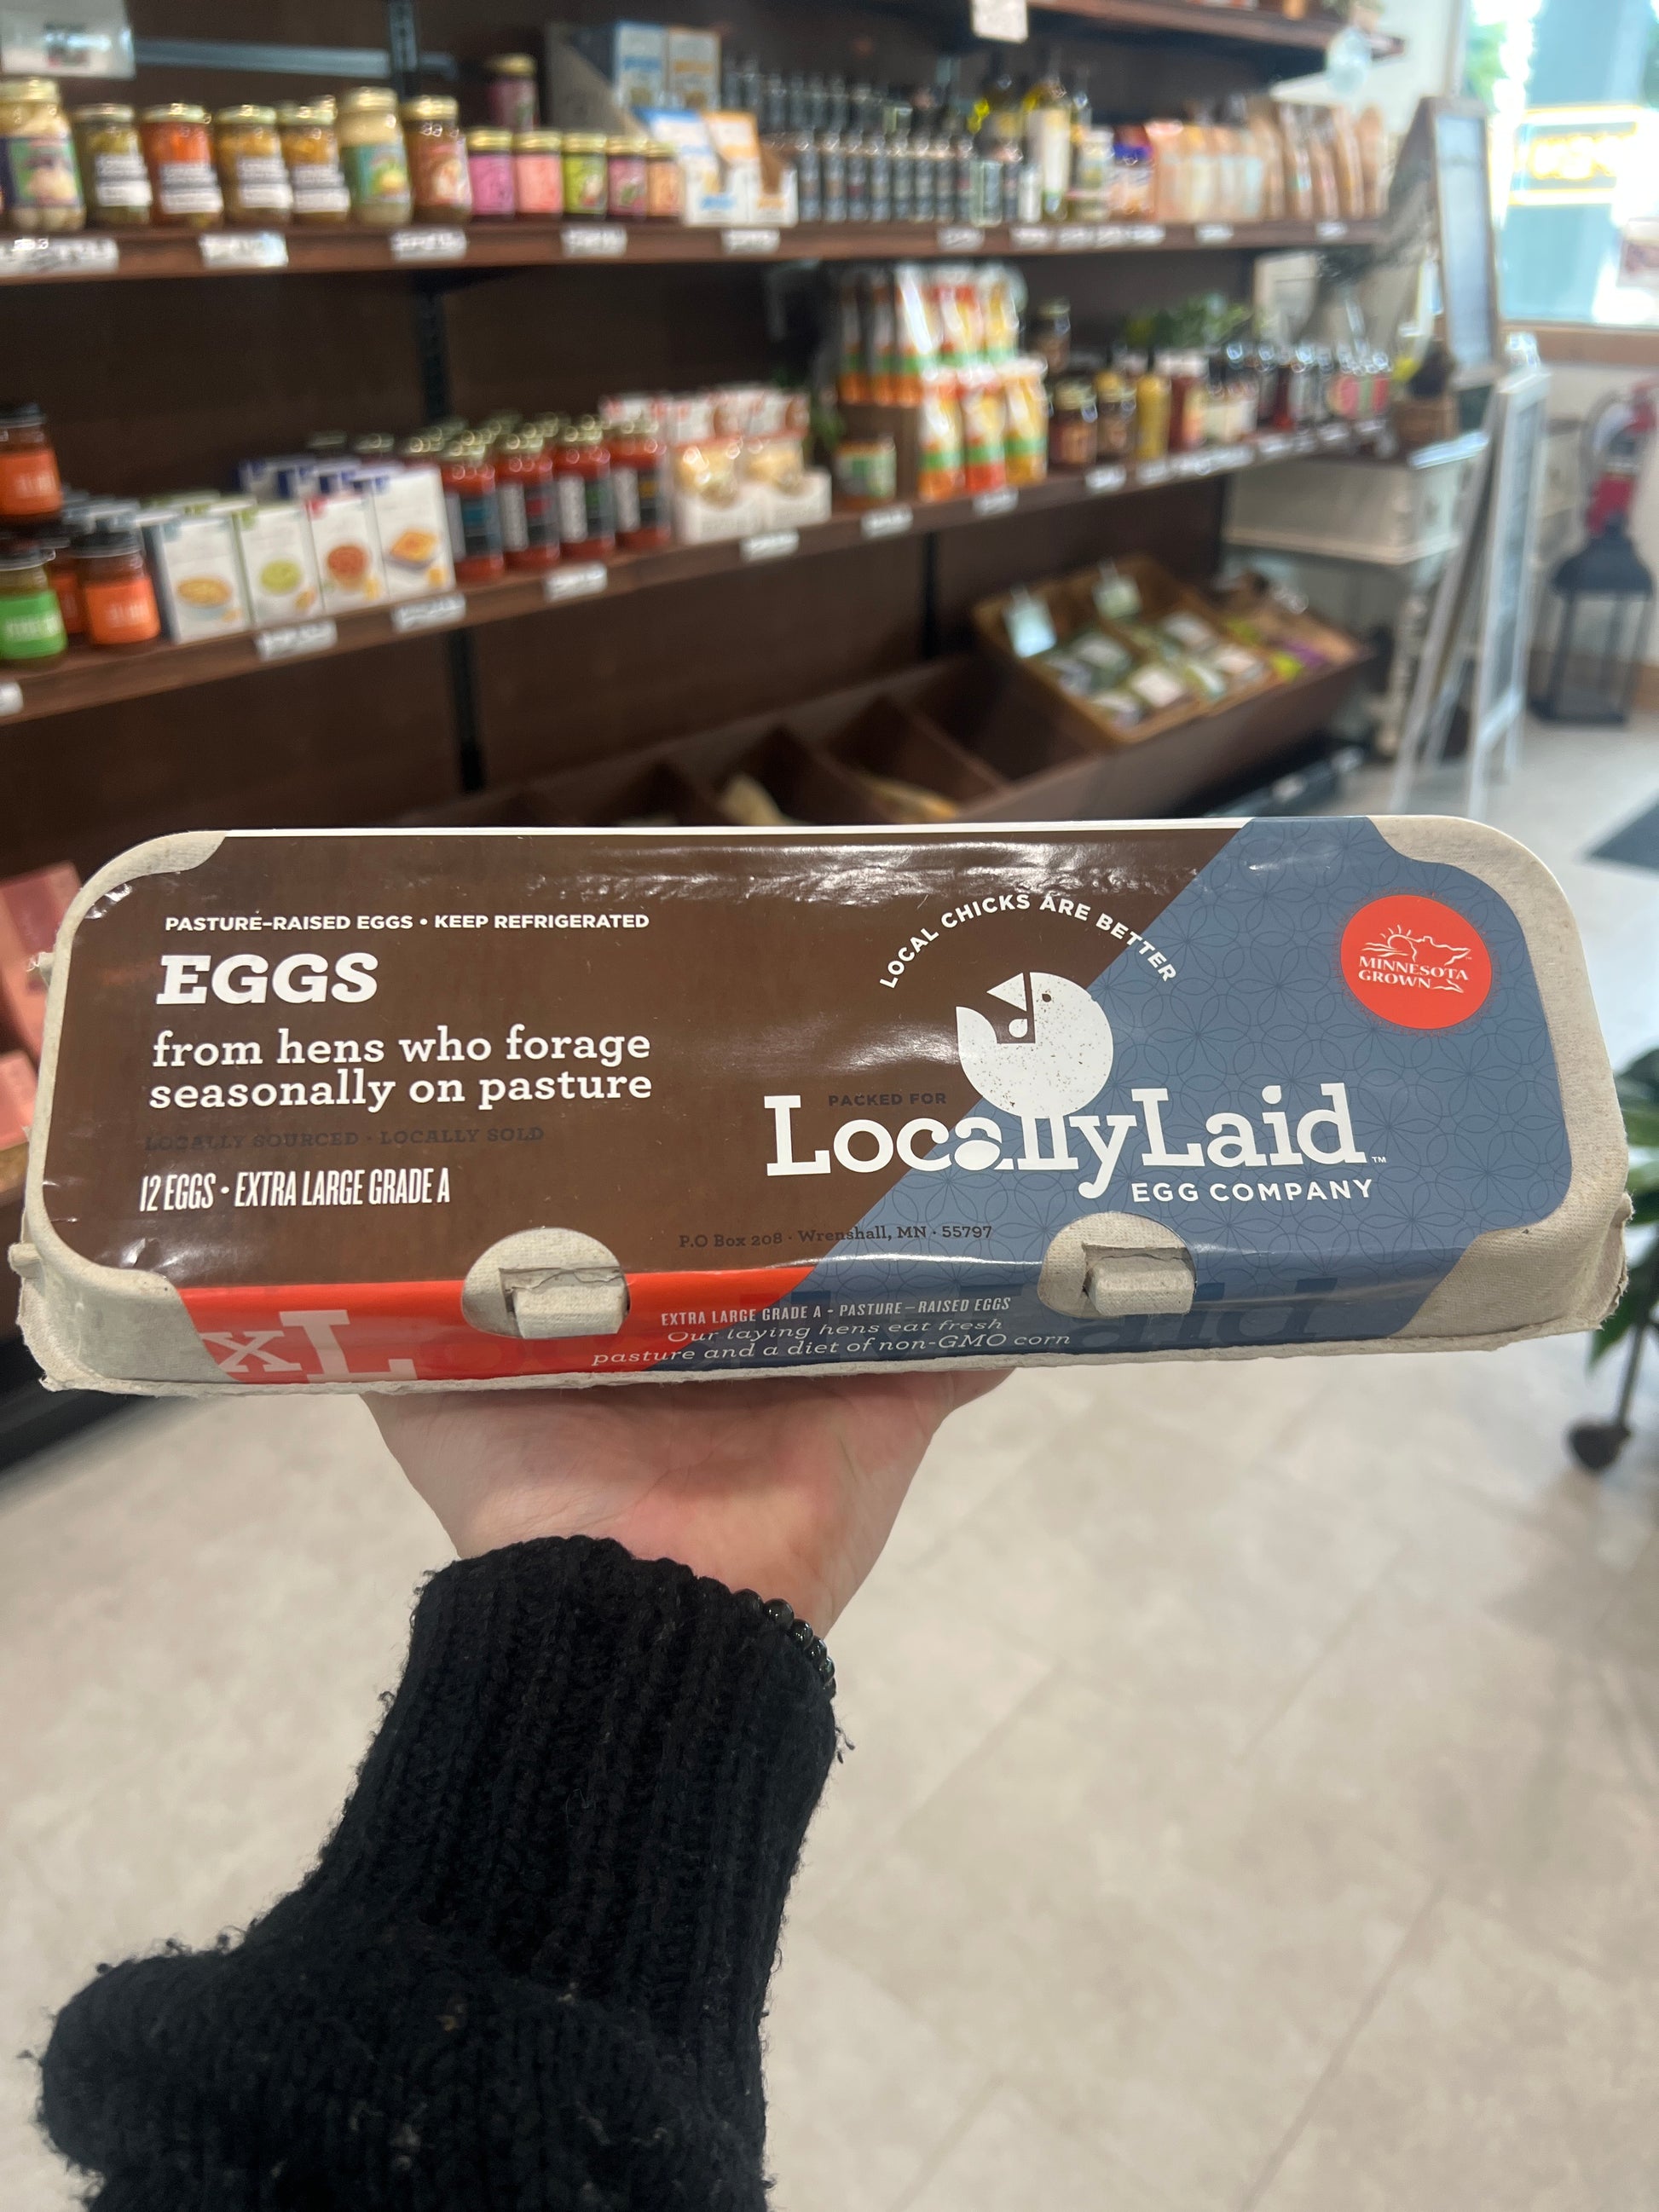 PASTURE-RAISED EGGS • KEEP REFRIGERATED
EGGS
from hens who forage
seasonally on pasture
LOCALLY SOURCED · LOCALLY SOLD
12 EGGS · EXTRA LARGE GRADE A
LOCAL CHICKS ARE BETTER
PACKED FOR
LocallyLaid™
EGG COMPANY
P.O Box 208 · Wrenshall, MN · 55797
MINNESOTA
GROWN
XL
EXTRA LARGE GRADE A - PASTURE-RAISED EGGS
Our laying hens eat fresh
pasture and a diet of non-GMO corn